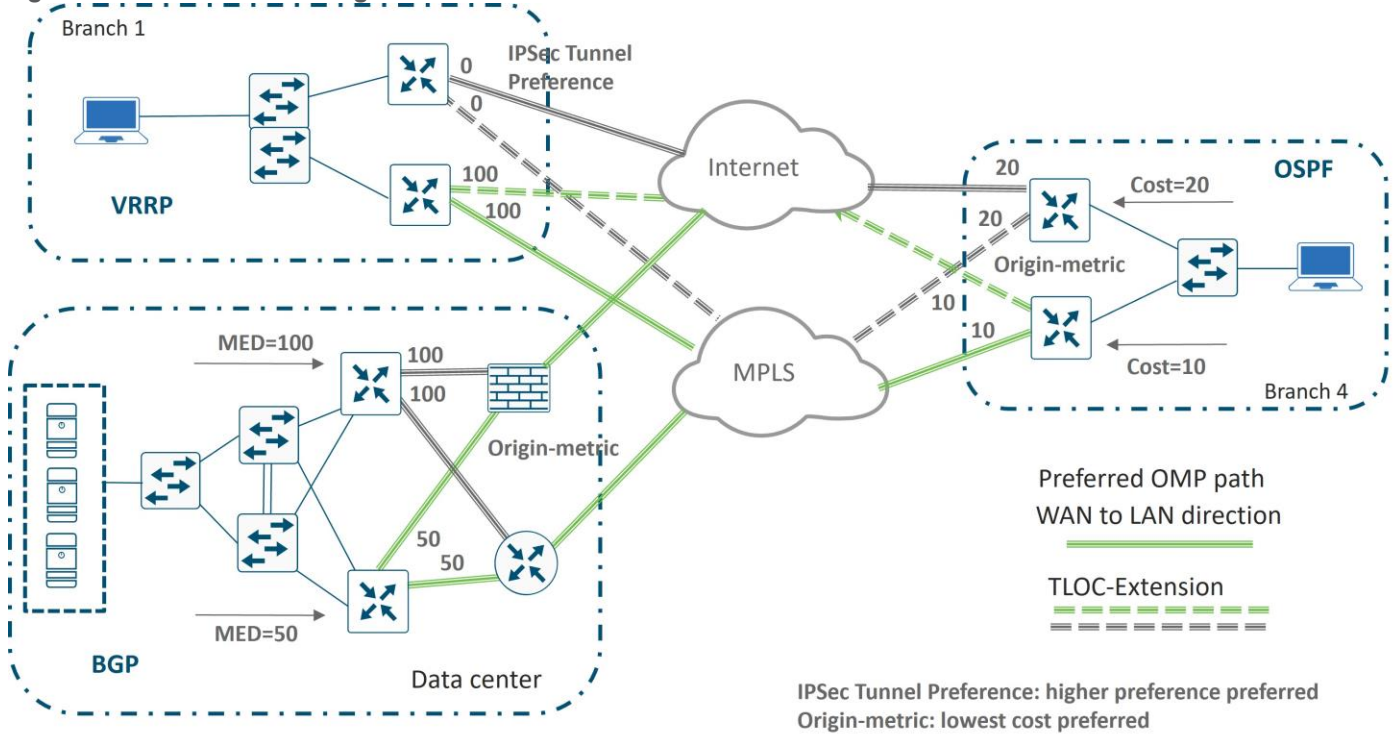 Branch 1
IPSec Tunnel
Preference
0
0
VRRP
100
100
Internet
OSPF
20
Cost=20
20
Origin-metric
10
10
Cost=10
Branch 4
MPLS
MED=100
100
100
Origin-metric
50
50
MED=50
BGP
Data center
Preferred OMP path
WAN to LAN direction
TLOC-Extension
IPSec Tunnel Preference: higher preference preferred
Origin-metric: lowest cost preferred